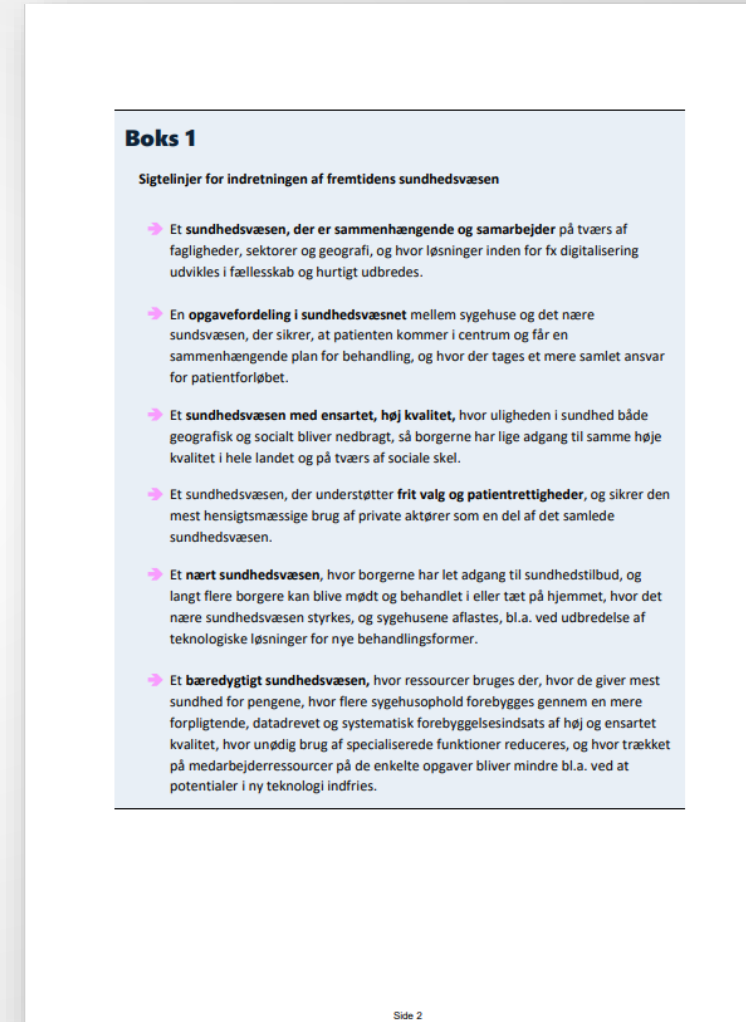 Boks 1
Sigtelinjer for indretningen af fremtidens sundhedsvæsen
Et sundhedsvæsen, der er sammenhængende og samarbejder på tværs af
fagligheder, sektorer og geografi, og hvor løsninger inden for fx digitalisering
udvikles i fællesskab og hurtigt udbredes.
En opgavefordeling i sundhedsvæsnet mellem sygehuse og det nære
sundsvæsen, der sikrer, at patienten kommer i centrum og får en
sammenhængende plan for behandling, og hvor der tages et mere samlet ansvar
for patientforløbet.
Et sundhedsvæsen med ensartet, høj kvalitet, hvor uligheden i sundhed både
geografisk og socialt bliver nedbragt, så borgerne har lige adgang til samme høje
kvalitet i hele landet og på tværs af sociale skel.
Et sundhedsvæsen, der understøtter frit valg og patientrettigheder, og sikrer den
mest hensigtsmæssige brug af private aktører som en del af det samlede
sundhedsvæsen.
Et nært sundhedsvæsen, hvor borgerne har let adgang til sundhedstilbud, og
langt flere borgere kan blive mødt og behandlet i eller tæt på hjemmet, hvor det
nære sundhedsvæsen styrkes, og sygehusene aflastes, bl.a. ved udbredelse af
teknologiske løsninger for nye behandlingsformer.
Et bæredygtigt sundhedsvæsen, hvor ressourcer bruges der, hvor de giver mest
sundhed for pengene, hvor flere sygehusophold forebygges gennem en mere
forpligtende, datadrevet og systematisk forebyggelsesindsats af høj og ensartet
kvalitet, hvor unødig brug af specialiserede funktioner reduceres, og hvor trækket
på medarbejderressourcer på de enkelte opgaver bliver mindre bl.a. ved at
potentialer i ny teknologi indfries.
Side 2